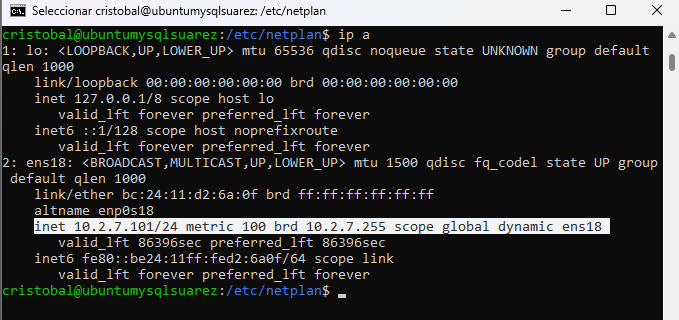 Seleccionar cristobal@ubuntumysqlsuarez: /etc/netplan
cristobal@ubuntumysqlsuarez:/etc/netplan$ ip a
1: lo: <LOOPBACK,UP,LOWER_UP> mtu 65536 qdisc noqueue state UNKNOWN group default
qlen 1000
    link/loopback 00:00:00:00:00:00 brd 00:00:00:00:00:00
    inet 127.0.0.1/8 scope host lo
       valid_lft forever preferred_lft forever
    inet6 ::1/128 scope host noprefixroute
       valid_lft forever preferred_lft forever
2: ens18: <BROADCAST,MULTICAST,UP,LOWER_UP> mtu 1500 qdisc fq_codel state UP group
 default qlen 1000
    link/ether bc:24:11:d2:6a:0f brd ff:ff:ff:ff:ff:ff
    altname enp0s18
    inet 10.2.7.101/24 metric 100 brd 10.2.7.255 scope global dynamic ens18
       valid_lft 86396sec preferred_lft 86396sec
    inet6 fe80::be24:11ff:fed2:6a0f/64 scope link
       valid_lft forever preferred_lft forever
cristobal@ubuntumysqlsuarez:/etc/netplan$